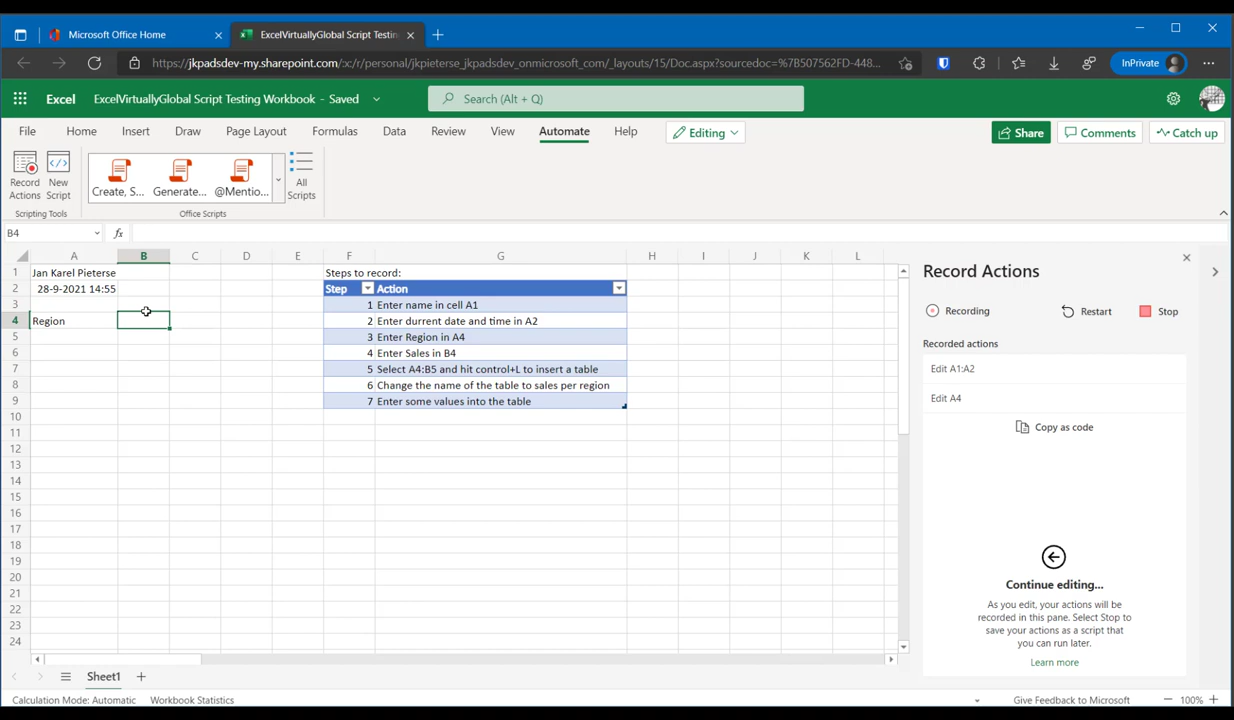 Microsoft Office Home
ExcelVirtuallyGlobal Script Testing
https://jkpadsdev-my.sharepoint.com/:x:/r/personal/jkpieterse_jkpadsdev_onmicrosoft_com/_layouts/15/Doc.aspx?sourcedoc=%7B507562FD-448...
InPrivate
Excel
ExcelVirtuallyGlobal Script Testing Workbook - Saved
Search (Alt + Q)
File Home Insert Draw Page Layout Formulas Data Review View Automate Help Editing Share Comments Catch up
Record Actions
New Script
Create, S...
Generate...
@Mentio...
All Scripts
Scripting Tools
Office Scripts
B4
fx
A B C D E F G H I J K L
1 Jan Karel Pieterse Steps to record:
2 28-9-2021 14:55 Step Action
3 1 Enter name in cell A1
4 Region 2 Enter durrent date and time in A2
5 3 Enter Region in A4
6 4 Enter Sales in B4
7 5 Select A4:B5 and hit control+L to insert a table
8 6 Change the name of the table to sales per region
9 7 Enter some values into the table
10
11
12
13
14
15
16
17
18
19
20
21
22
23
24
Record Actions
Recording Restart Stop
Recorded actions
Edit A1:A2
Edit A4
Copy as code
Continue editing...
As you edit, your actions will be
recorded in this pane. Select Stop to
save your actions as a script that
you can run later.
Learn more
Sheet1
Calculation Mode: Automatic Workbook Statistics
Give Feedback to Microsoft
100%